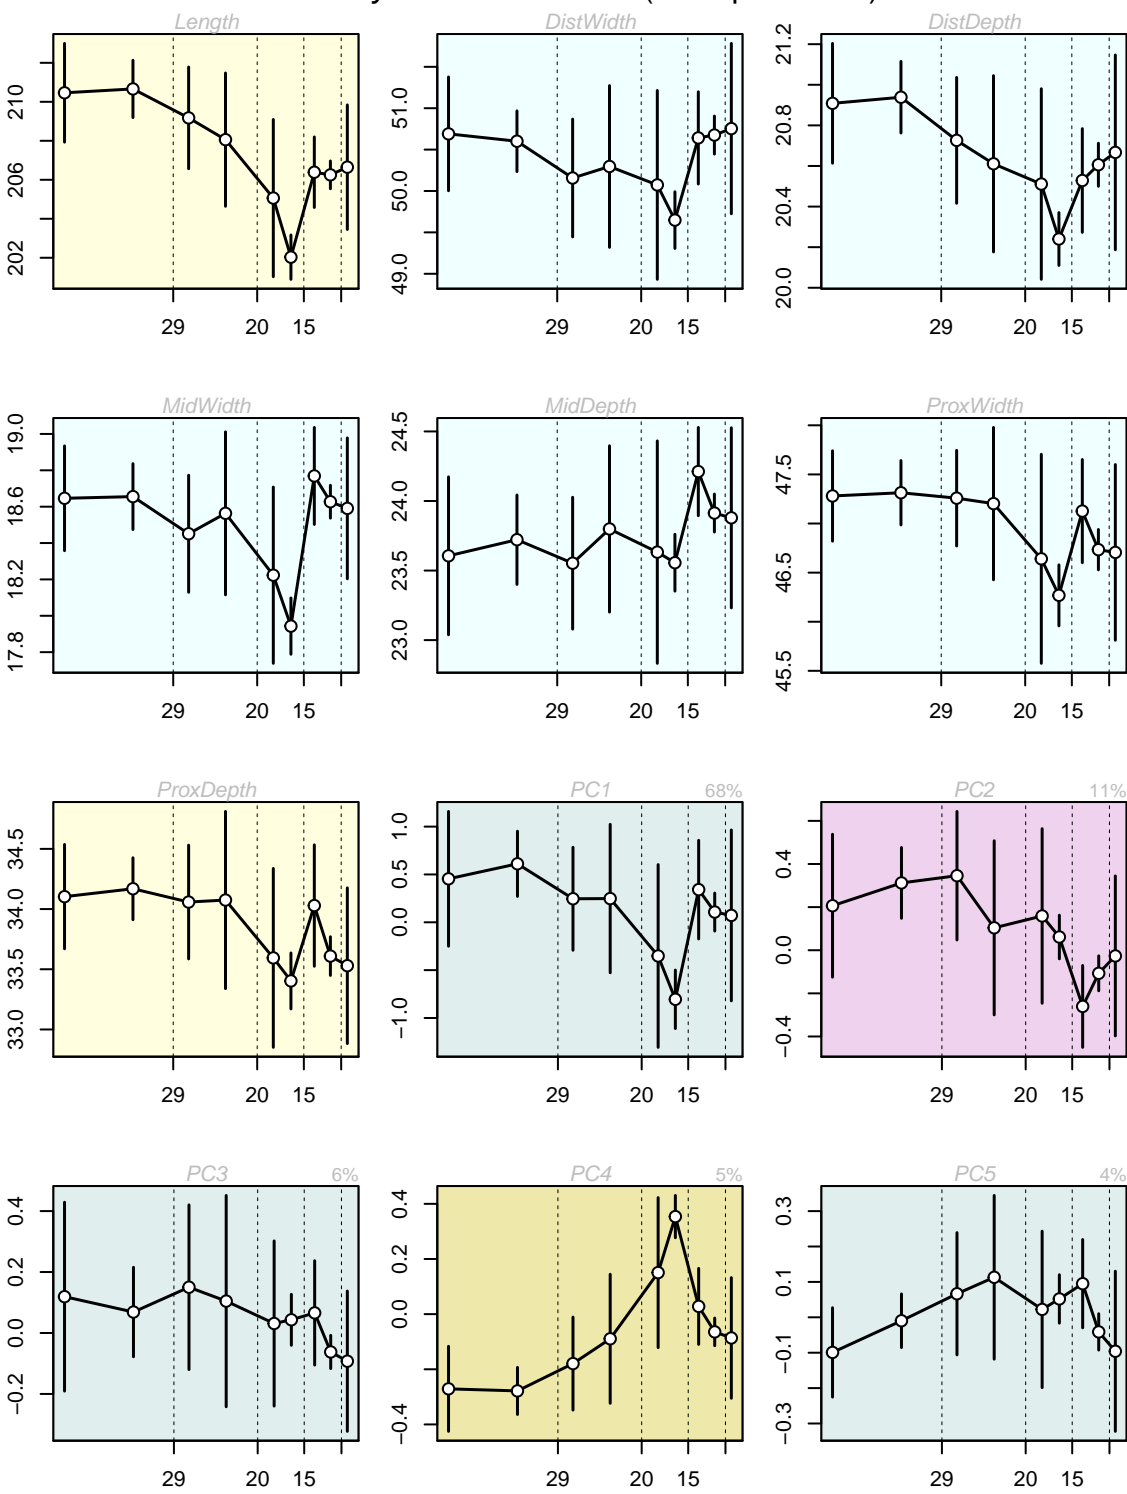 Length
DistWidth
DistDepth
202 206 210
49.0 50.0 51.0
20.0 20.4 20.8 21.2
29 20 15
29 20 15
29 20 15
MidWidth
MidDepth
ProxWidth
17.8 18.2 18.6 19.0
23.0 23.5 24.0 24.5
45.5 46.5 47.5
29 20 15
29 20 15
29 20 15
ProxDepth
PC1 68%
PC2 11%
33.0 33.5 34.0 34.5
−1.0 0.0 0.5 1.0
−0.4 0.0 0.4
29 20 15
29 20 15
29 20 15
PC3 6%
PC4 5%
PC5 4%
−0.2 0.0 0.2 0.4
−0.4 0.0 0.2 0.4
−0.3 −0.1 0.1 0.3
29 20 15
29 20 15
29 20 15